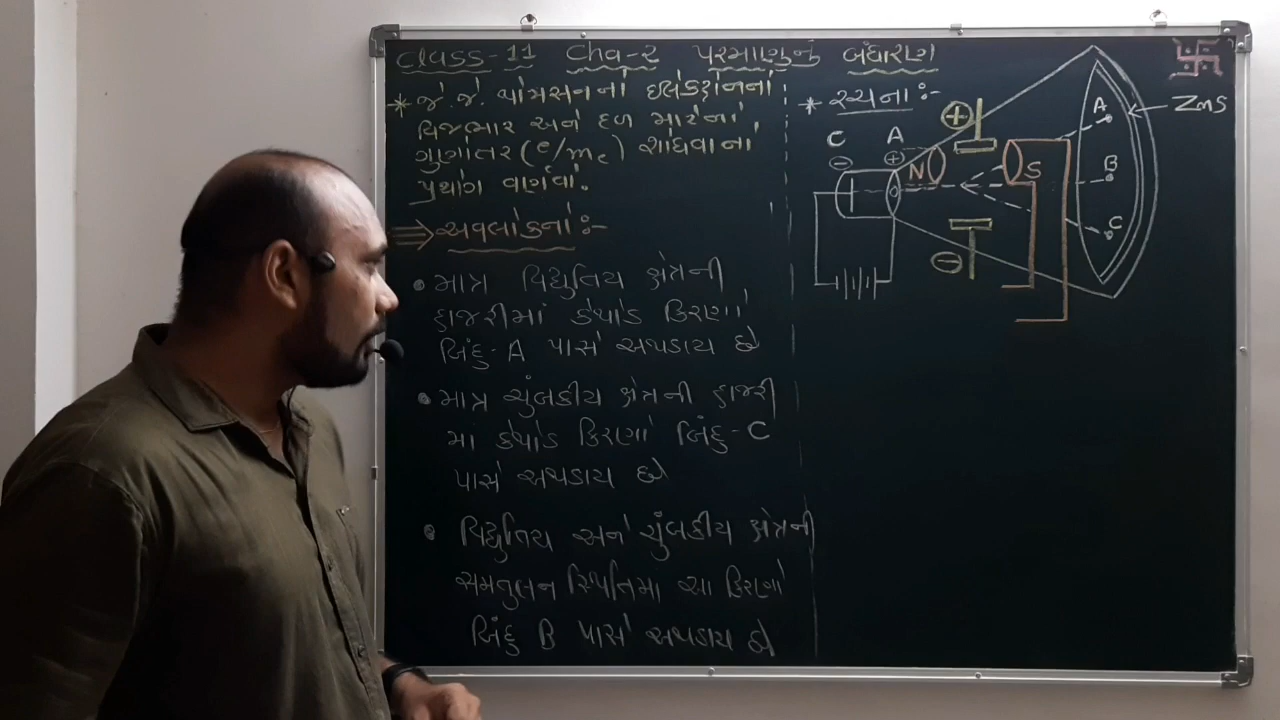 Class-11 Cha-2 પરમાણુનું બંધારણ
* જે.જે. થોમસનનો ઇલેક્ટ્રોનનો
વિજભાર અને દળ માટેનો
ગુણોત્તર (e/me) શોધવાનો
પ્રયોગ વર્ણવો.
⇒ અવલોકનો :-
• માત્ર વિદ્યુતિય ક્ષેત્રની
હાજરીમાં કેથોડ કિરણો
બિંદુ- A પાસે અથડાય છે
• માત્ર ચુંબકીય ક્ષેત્રની હાજરી
માં કેથોડ કિરણો બિંદુ- C
પાસે અથડાય છે
• વિદ્યુતિય અને ચુંબકીય ક્ષેત્રની
સમતુલન સ્થિતિમા આ કિરણો
બિંદુ B પાસે અથડાય છે
* રચના :-
C
A
N
S
A
B
C
ZnS